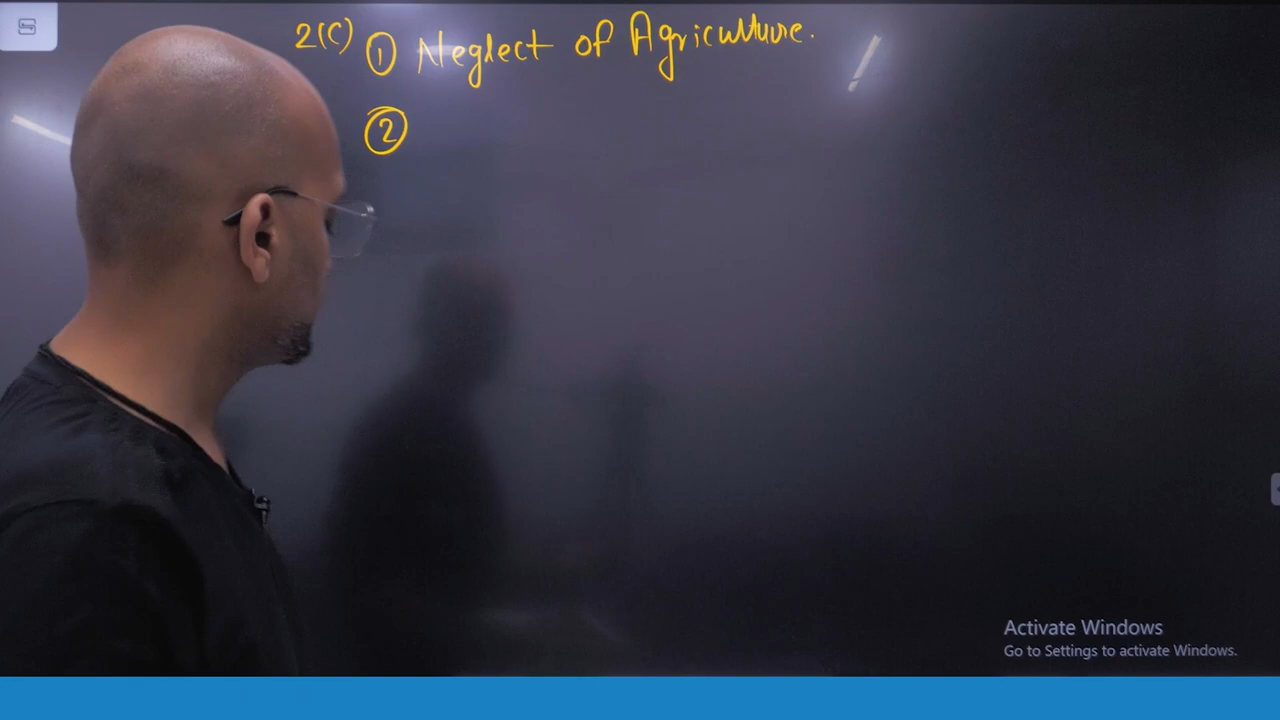 2(C) ① Neglect of Agriculture.
②
Activate Windows
Go to Settings to activate Windows.